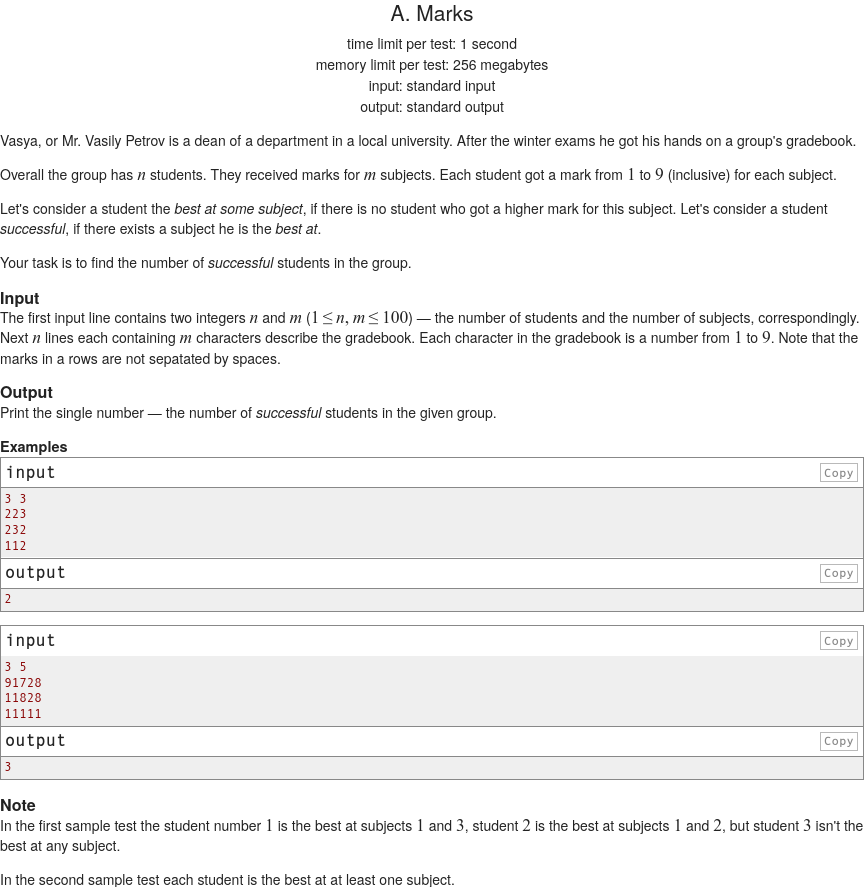 A. Marks
time limit per test: 1 second
memory limit per test: 256 megabytes
input: standard input
output: standard output
Vasya, or Mr. Vasily Petrov is a dean of a department in a local university. After the winter exams he got his hands on a group's gradebook.
Overall the group has n students. They received marks for m subjects. Each student got a mark from 1 to 9 (inclusive) for each subject.
Let's consider a student the best at some subject, if there is no student who got a higher mark for this subject. Let's consider a student
successful, if there exists a subject he is the best at.
Your task is to find the number of successful students in the group.
Input
The first input line contains two integers n and m (1 ≤ n, m ≤ 100) — the number of students and the number of subjects, correspondingly.
Next n lines each containing m characters describe the gradebook. Each character in the gradebook is a number from 1 to 9. Note that the
marks in a rows are not sepatated by spaces.
Output
Print the single number — the number of successful students in the given group.
Examples
input Copy
3 3
223
232
112
output Copy
2
input Copy
3 5
91728
11828
11111
output Copy
3
Note
In the first sample test the student number 1 is the best at subjects 1 and 3, student 2 is the best at subjects 1 and 2, but student 3 isn't the
best at any subject.
In the second sample test each student is the best at at least one subject.